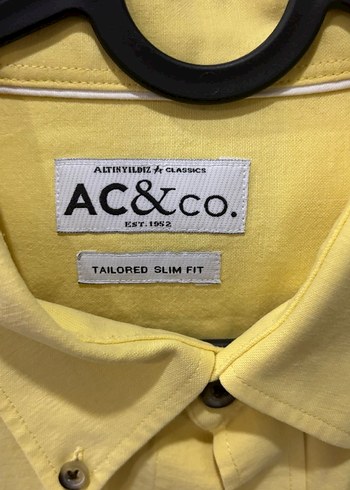 ALTINYILDIZ CLASSICS
AC&co.
EST.1952
TAILORED SLIM FIT